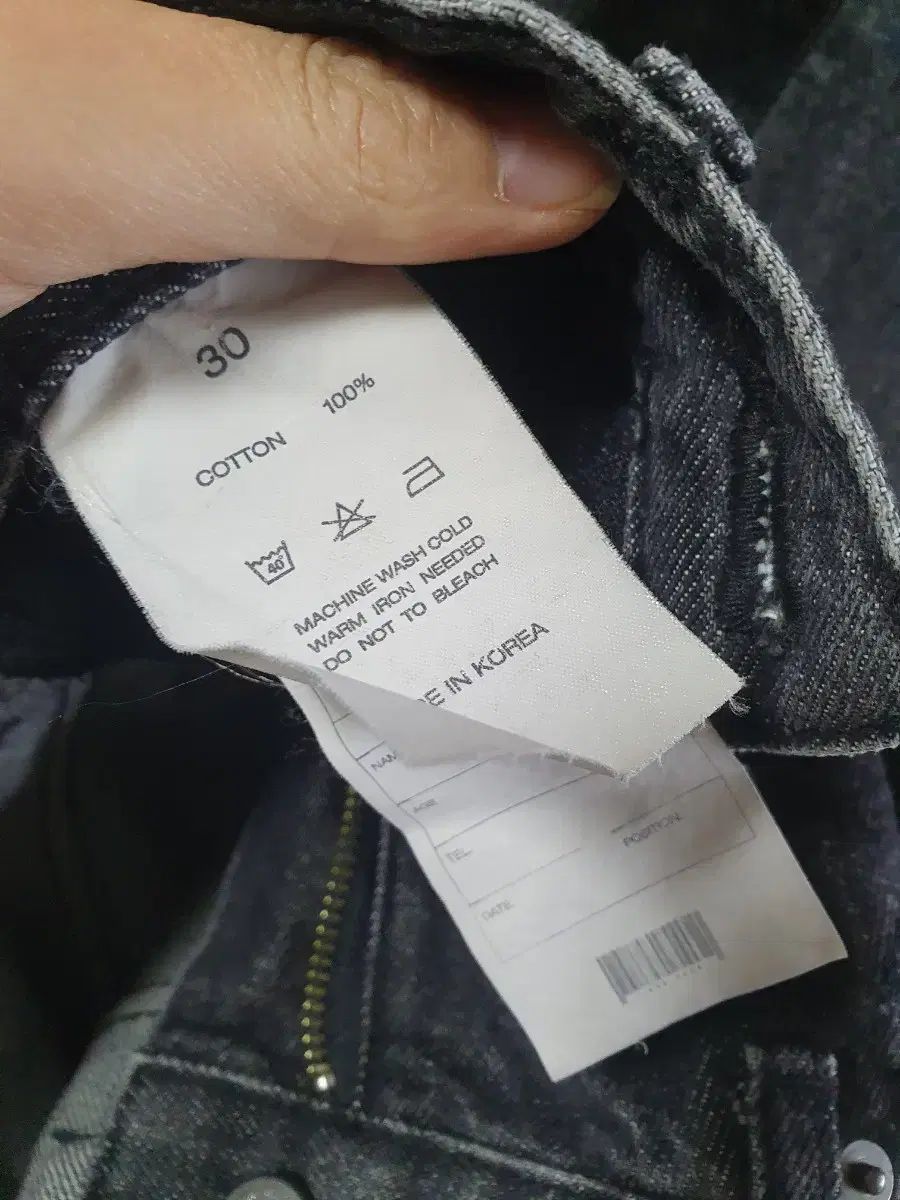 30
COTTON 100%
40
MACHINE WASH COLD
WARM IRON NEEDED
DO NOT TO BLEACH
E IN KOREA
NAM
AGE
TEL
POSITION
DATE